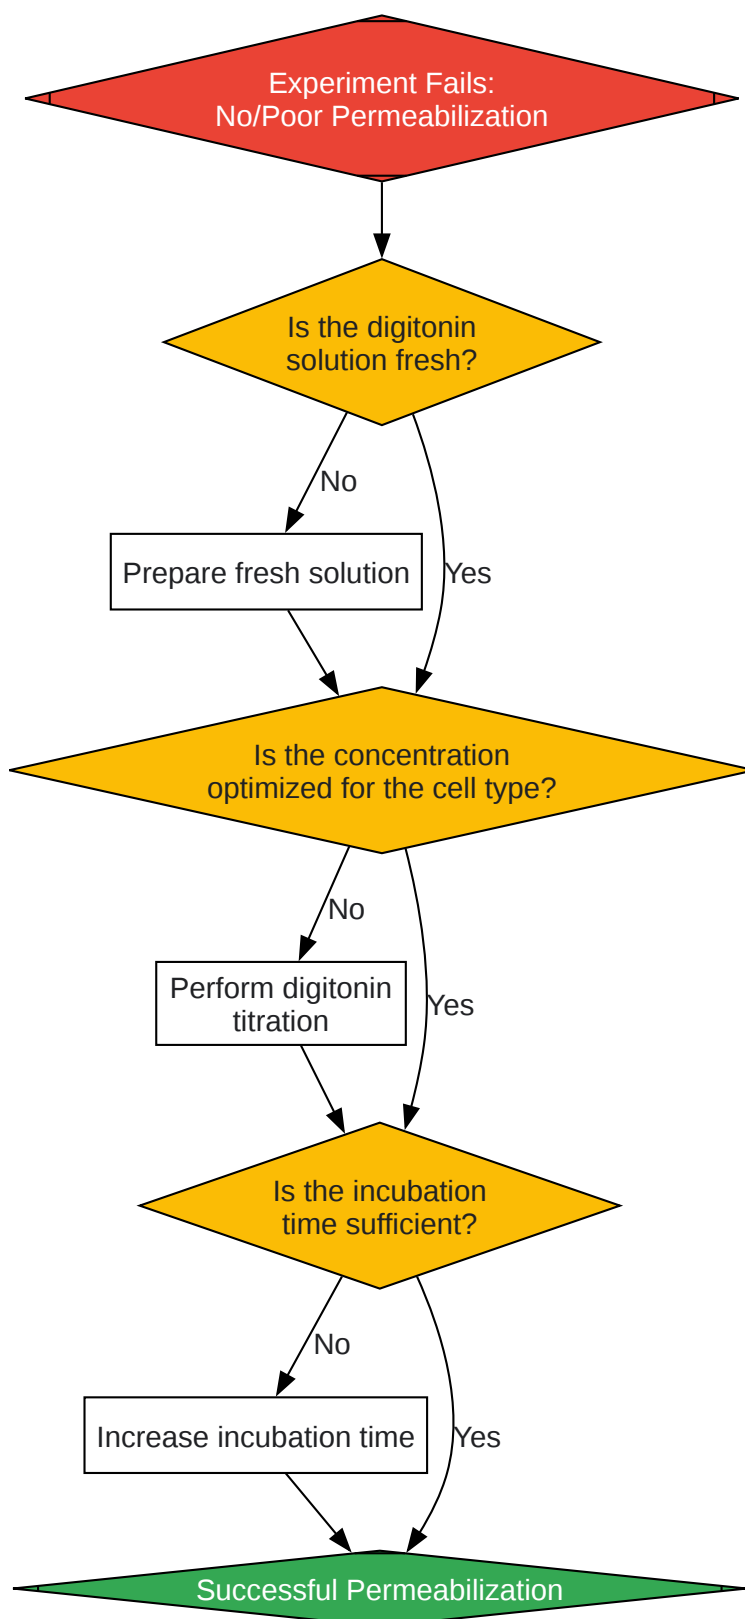 Experiment Fails:
No/Poor Permeabilization
Is the digitonin
solution fresh?
No
Prepare fresh solution
Yes
Is the concentration
optimized for the cell type?
No
Perform digitonin
titration
Yes
Is the incubation
time sufficient?
No
Increase incubation time
Yes
Successful Permeabilization